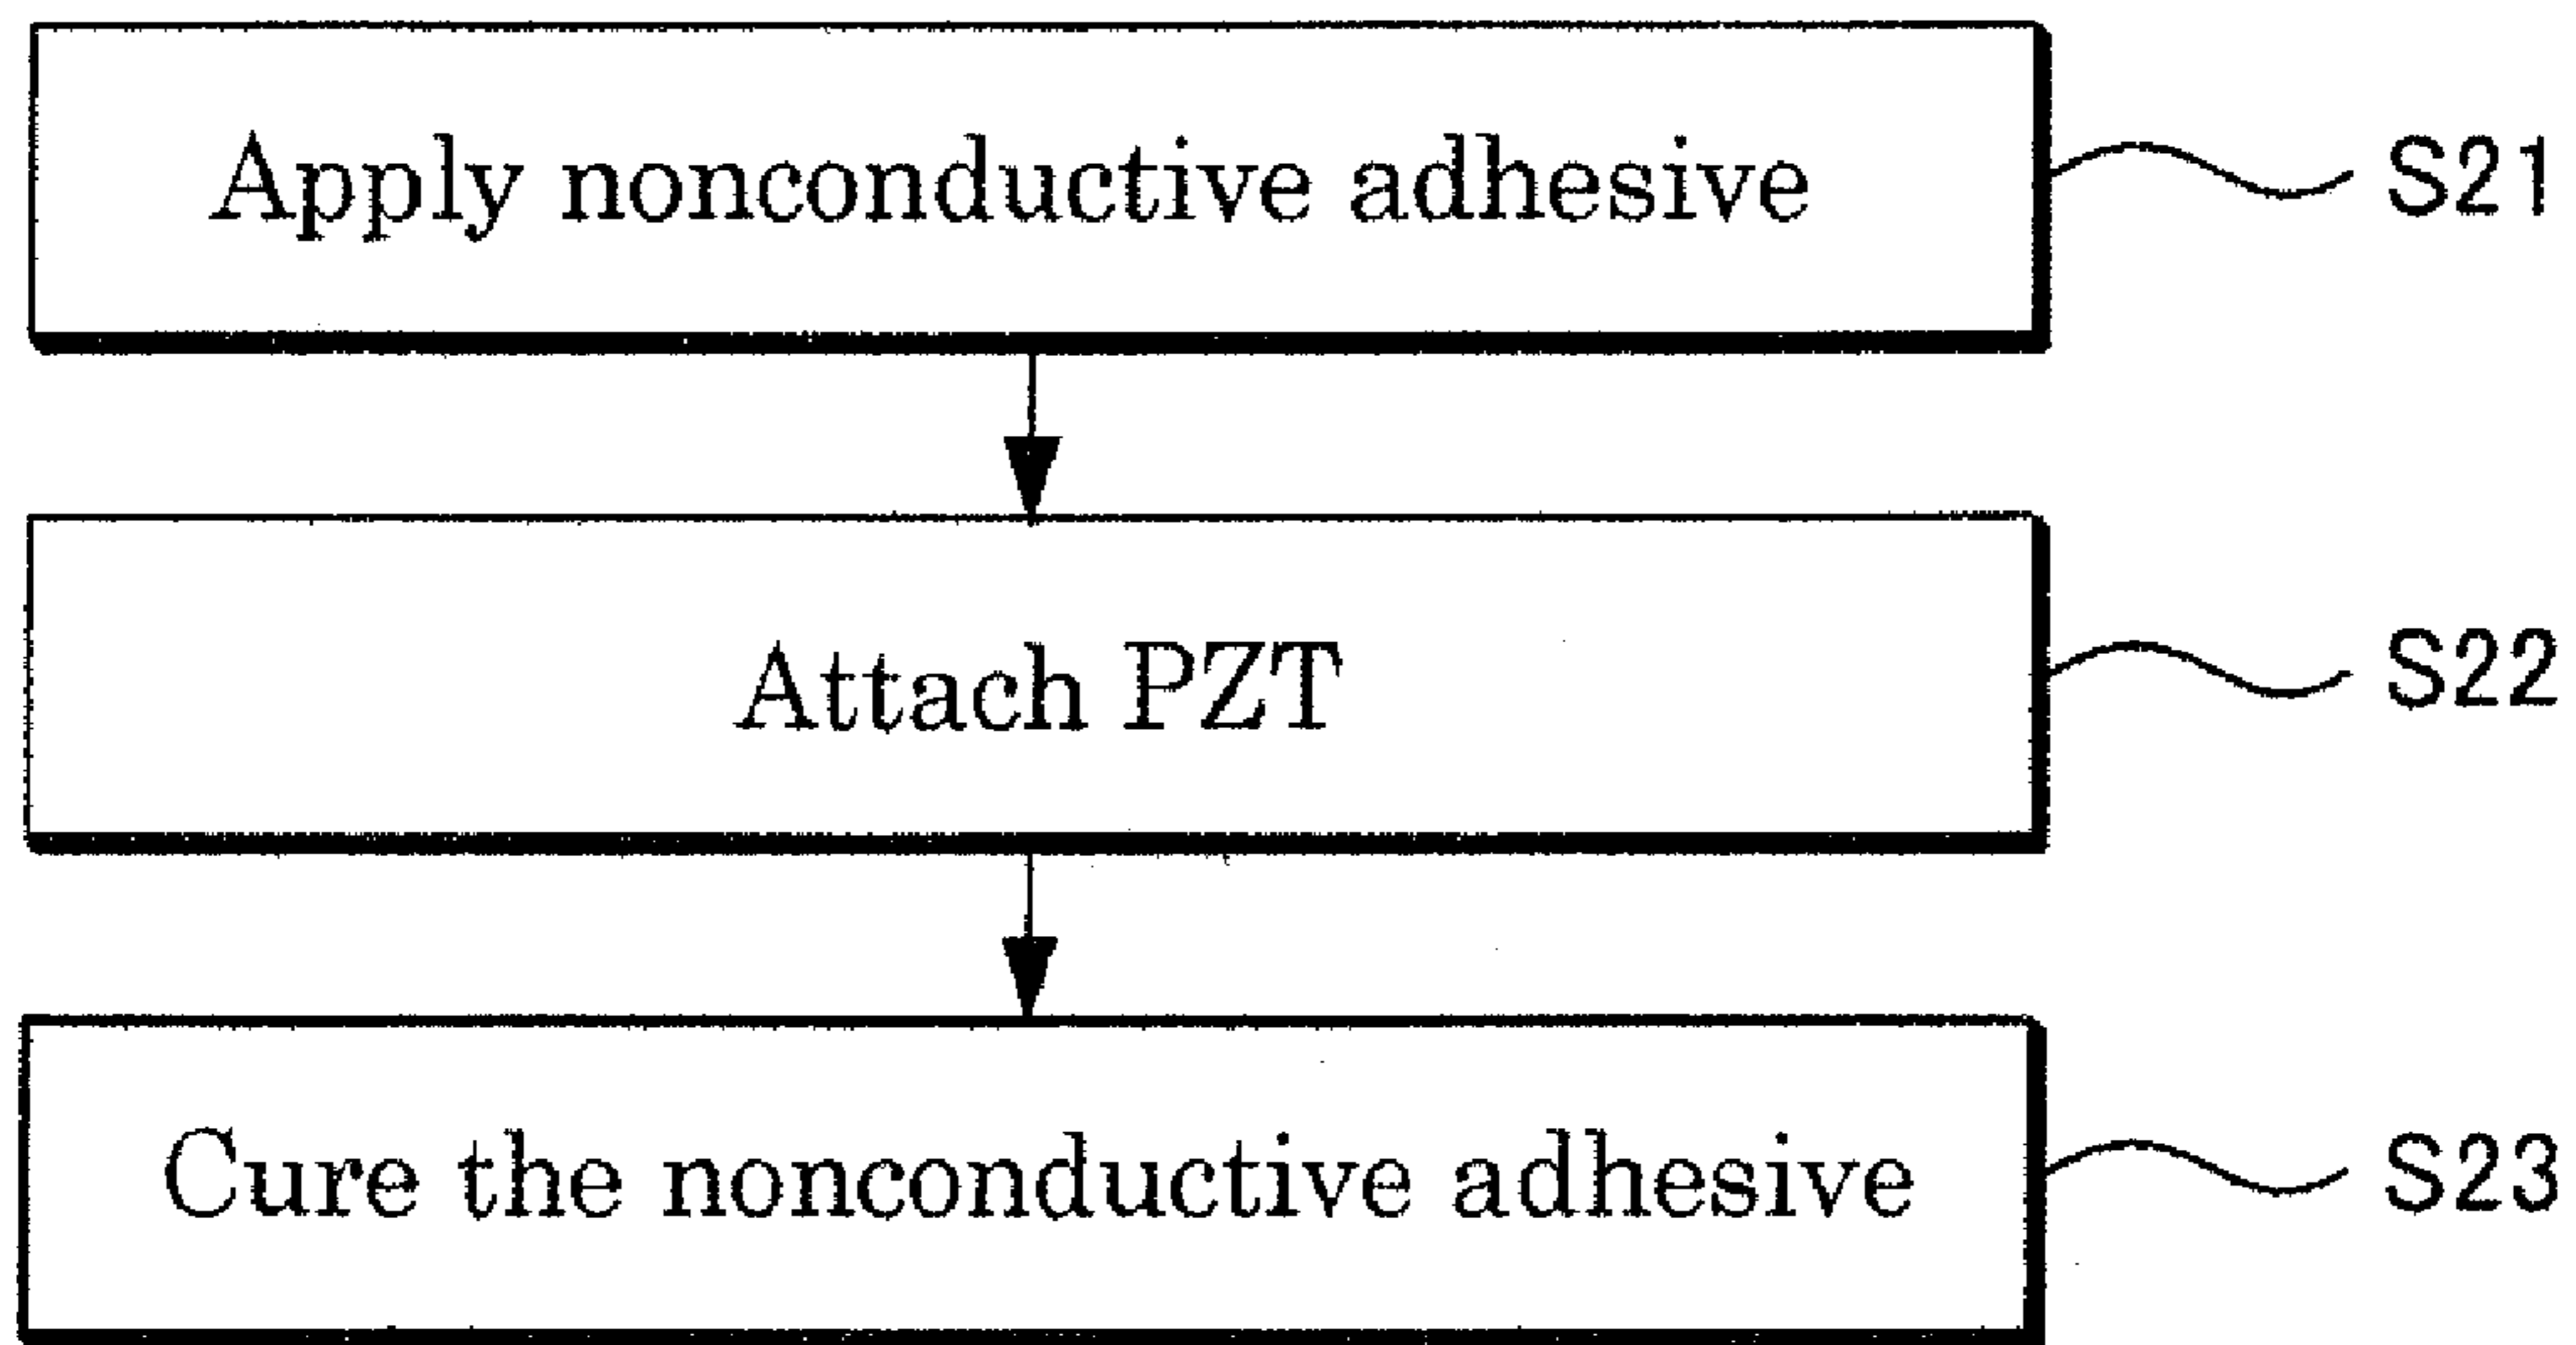 Apply nonconductive adhesive S21
Attach PZT S22
Cure the nonconductive adhesive S23